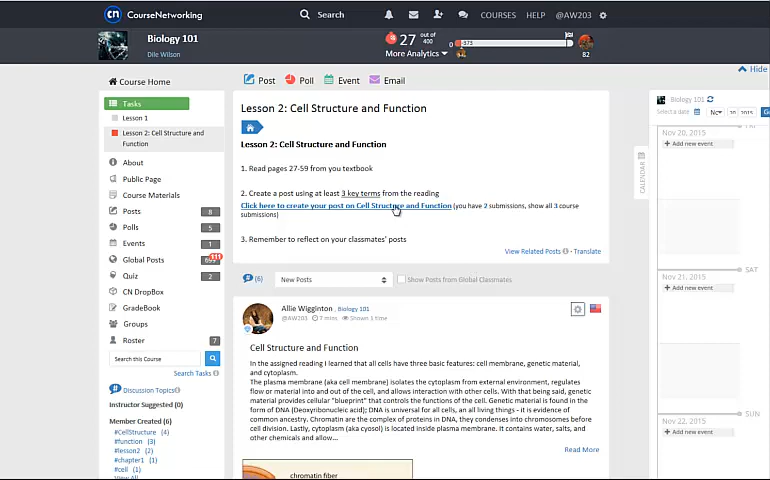 CN CourseNetworking
Search
COURSES HELP @AW203
Biology 101
Dile Wilson
27 out of 400
More Analytics
0 373
82
Hide
Course Home
Post Poll Event Email
Tasks
Lesson 1
Lesson 2: Cell Structure and Function
About
Public Page
Course Materials
Posts 8
Polls 5
Events 1
Global Posts
Quiz 2
CN DropBox
GradeBook
Groups
Roster 7
Search this Course
Search Tasks
Discussion Topics
Instructor Suggested (0)
Member Created (6)
#CellStructure (4)
#function (3)
#lesson2 (2)
#chapter1 (1)
#cell (1)
View All
Lesson 2: Cell Structure and Function
Lesson 2: Cell Structure and Function
1. Read pages 27-59 from you textbook
2. Create a post using at least 3 key terms from the reading
Click here to create your post on Cell Structure and Function (you have 2 submissions, show all 3 course
submissions)
3. Remember to reflect on your classmates' posts
View Related Posts · Translate
# (6)
New Posts
Show Posts from Global Classmates
Allie Wigginton , Biology 101
@AW203 7 mins Shown 1 time
Cell Structure and Function
In the assigned reading I learned that all cells have three basic features: cell membrane, genetic material,
and cytoplasm.
The plasma membrane (aka cell membrane) isolates the cytoplasm from external environment, regulates
flow or material into and out of the cell, and allows interaction with other cells. With that being said, genetic
material provides cellular "blueprint" that controls the functions of the cell. Genetic material is found in the
form of DNA (Deoxyribonucleic acid); DNA is universal for all cells, an all living things - it is evidence of
common ancestry. Chromatin are the complex of proteins in DNA, they condenses into chromosomes before
cell division. Lastly, cytoplasm (aka cyosol) is located inside plasma membrane. It contains water, salts, and
other chemicals and allow...
Read More
chromatin fiber
CALENDAR
Biology 101
Select a date
20 2015
FRI
Nov 20, 2015
+ Add new event
SAT
Nov 21, 2015
+ Add new event
SUN
Nov 22, 2015
+ Add new event